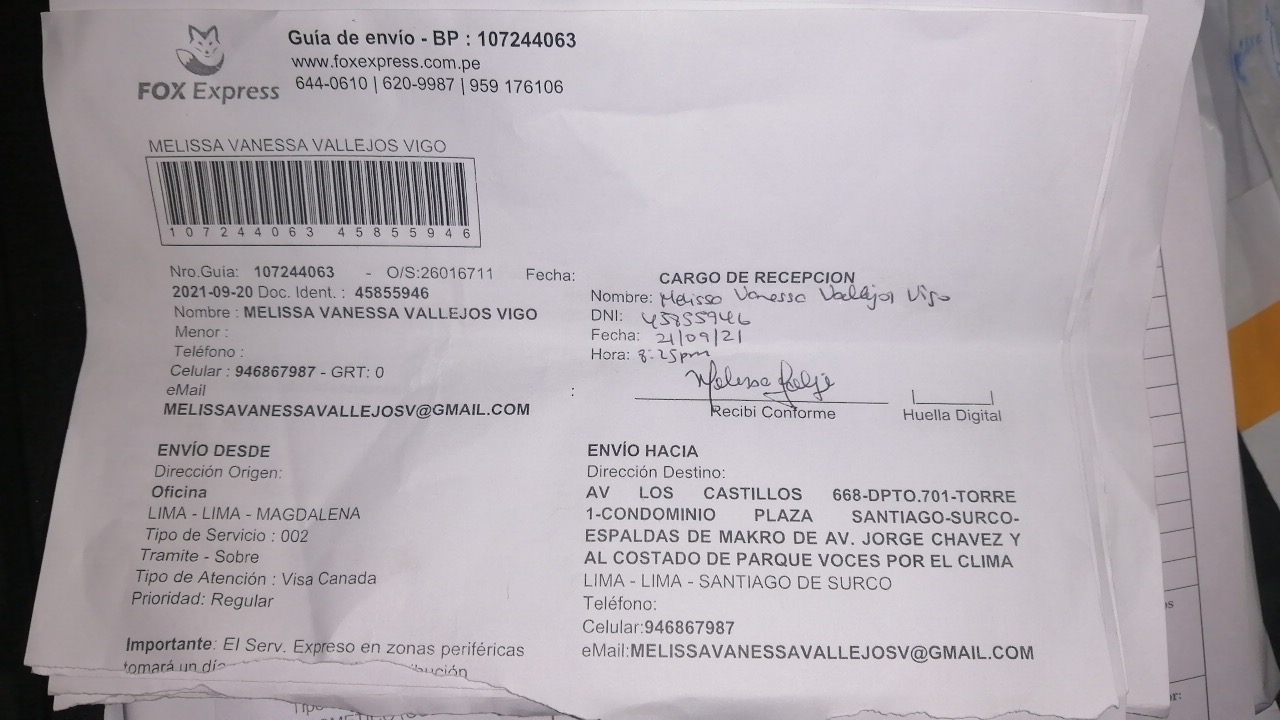 FOX Express
Guía de envío - BP : 107244063
www.foxexpress.com.pe
644-0610 | 620-9987 | 959 176106
MELISSA VANESSA VALLEJOS VIGO
107244063 45855946
Nro.Guía: 107244063 - O/S:26016711 Fecha:
2021-09-20 Doc. Ident. : 45855946
Nombre : MELISSA VANESSA VALLEJOS VIGO
Menor :
Teléfono :
Celular : 946867987 - GRT: 0
eMail :
MELISSAVANESSAVALLEJOSV@GMAIL.COM
CARGO DE RECEPCION
Nombre: Melissa Vanessa Vallejos Vigo
DNI: 45855946
Fecha: 21/09/21
Hora: 8:25pm
Recibi Conforme
Huella Digital
ENVÍO DESDE
Dirección Origen:
Oficina
LIMA - LIMA - MAGDALENA
Tipo de Servicio : 002
Tramite - Sobre
Tipo de Atención : Visa Canada
Prioridad: Regular
Importante: El Serv. Expreso en zonas periféricas
tomará un día
ENVÍO HACIA
Dirección Destino:
AV LOS CASTILLOS 668-DPTO.701-TORRE
1-CONDOMINIO PLAZA SANTIAGO-SURCO-
ESPALDAS DE MAKRO DE AV. JORGE CHAVEZ Y
AL COSTADO DE PARQUE VOCES POR EL CLIMA
LIMA - LIMA - SANTIAGO DE SURCO
Teléfono:
Celular:946867987
eMail:MELISSAVANESSAVALLEJOSV@GMAIL.COM